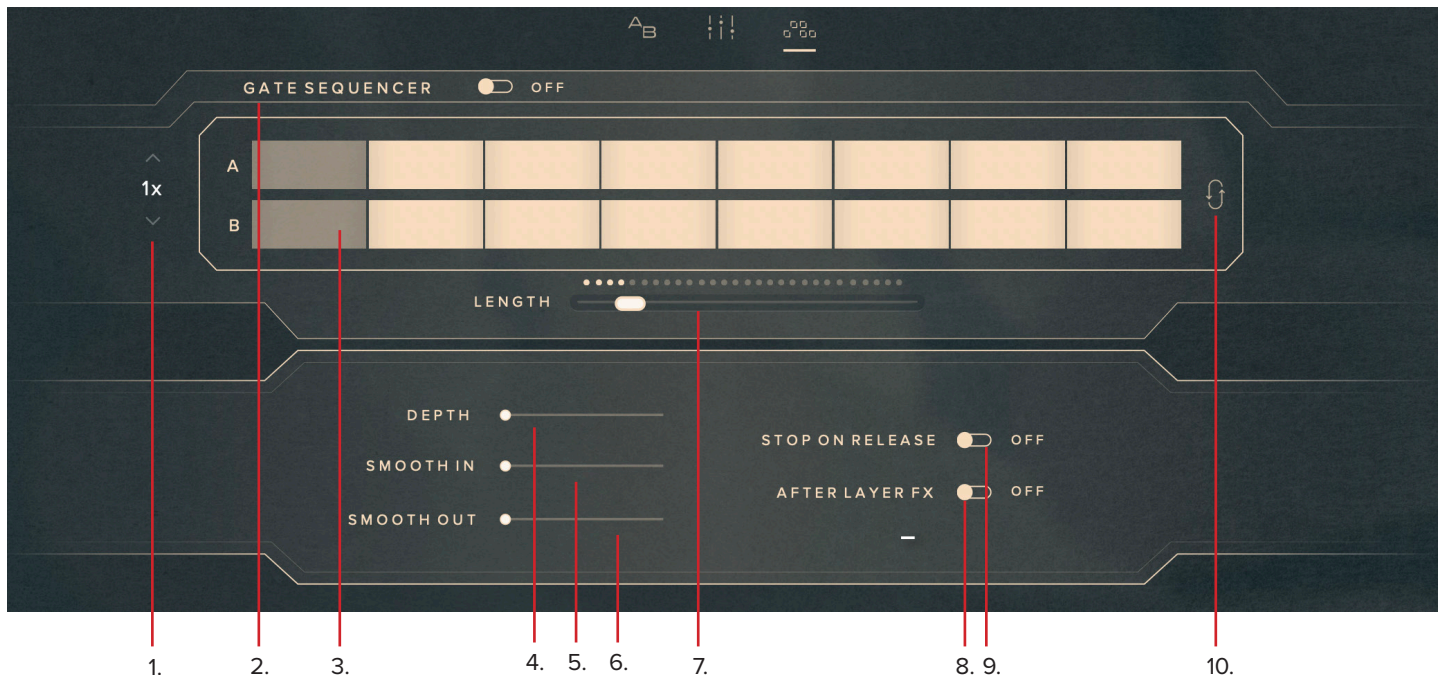 A B
GATE SEQUENCER OFF
A
1x
B
LENGTH
DEPTH
STOP ON RELEASE OFF
SMOOTH IN
AFTER LAYER FX OFF
SMOOTH OUT
1. 2. 3. 4. 5. 6. 7. 8. 9. 10.